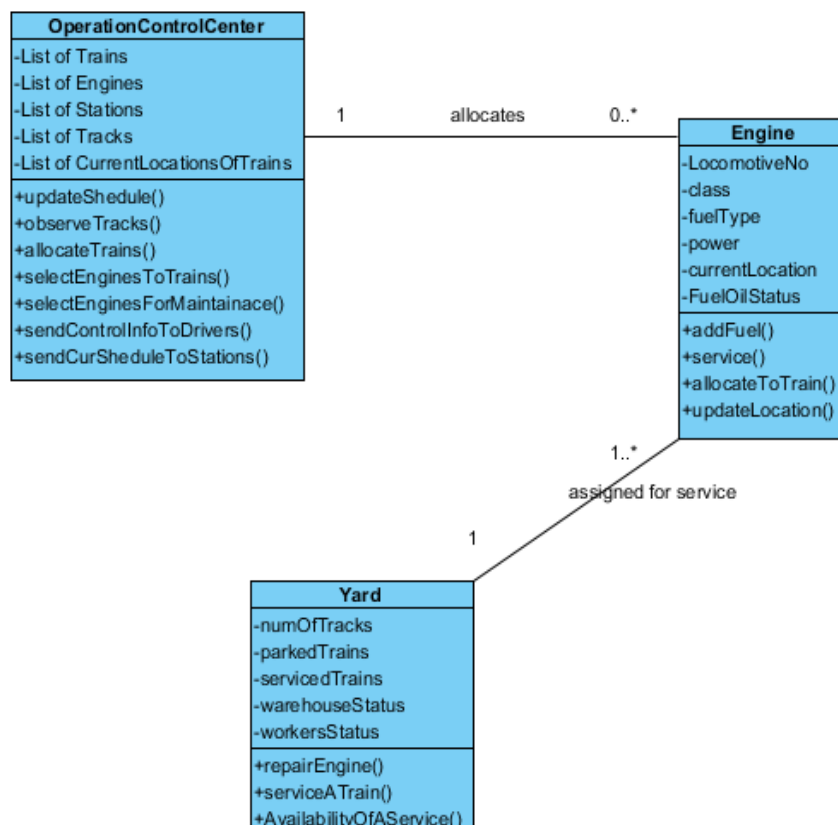 OperationControlCenter
-List of Trains
-List of Engines
-List of Stations
-List of Tracks
-List of CurrentLocationsOfTrains
+updateShedule()
+observeTracks()
+allocateTrains()
+selectEnginesToTrains()
+selectEnginesForMaintainace()
+sendControlInfoToDrivers()
+sendCurSheduleToStations()
1 allocates 0..*
Engine
-LocomotiveNo
-class
-fuelType
-power
-currentLocation
-FuelOilStatus
+addFuel()
+service()
+allocateToTrain()
+updateLocation()
1..*
assigned for service
1
Yard
-numOfTracks
-parkedTrains
-servicedTrains
-warehouseStatus
-workersStatus
+repairEngine()
+serviceATrain()
+AvailabilityOfAService()